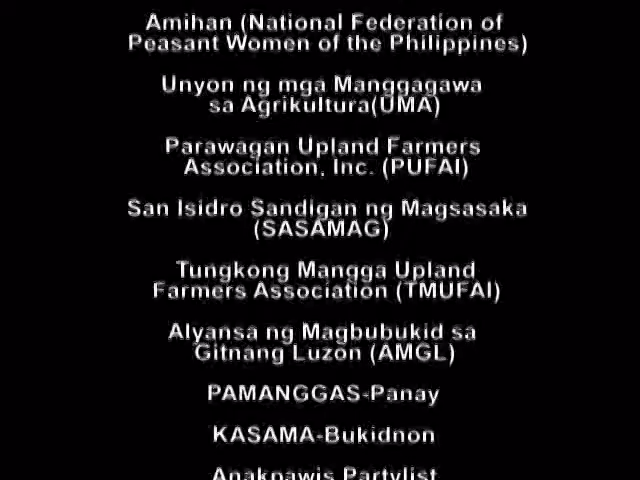 Amihan (National Federation of
Peasant Women of the Philippines)
Unyon ng mga Manggagawa
sa Agrikultura(UMA)
Parawagan Upland Farmers
Association, Inc. (PUFAI)
San Isidro Sandigan ng Magsasaka
(SASAMAG)
Tungkong Mangga Upland
Farmers Association (TMUFAI)
Alyansa ng Magbubukid sa
Gitnang Luzon (AMGL)
PAMANGGAS-Panay
KASAMA-Bukidnon
Anakpawis Partylist